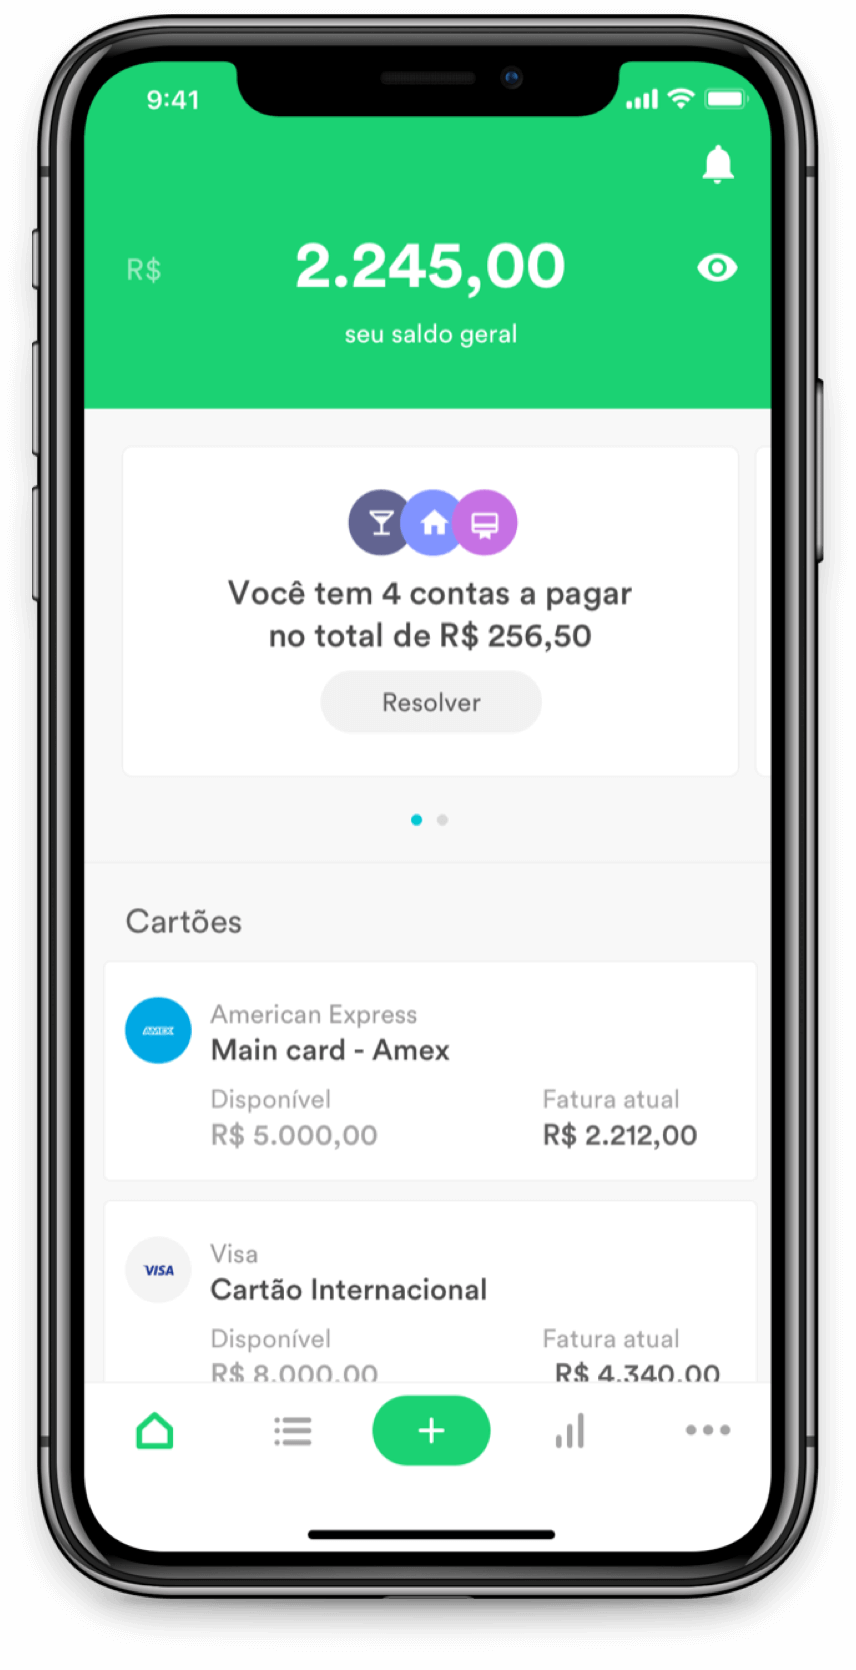 9:41
R$ 2.245,00
seu saldo geral
Você tem 4 contas a pagar
no total de R$ 256,50
Resolver
Cartões
AMEX
American Express
Main card - Amex
Disponível Fatura atual
R$ 5.000,00 R$ 2.212,00
VISA
Visa
Cartão Internacional
Disponível Fatura atual
R$ 8.000,00 R$ 4.340,00